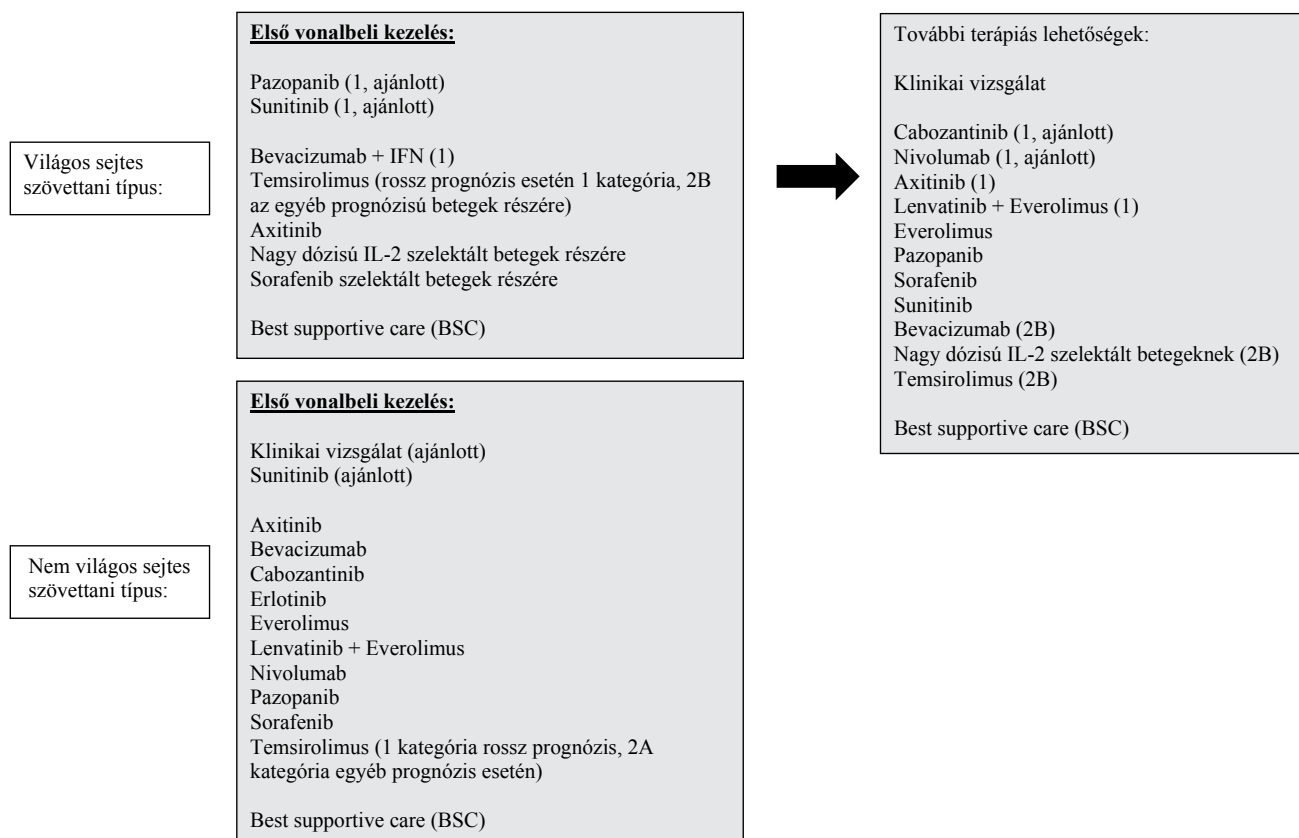 Világos sejtes
szövettani típus:
Első vonalbeli kezelés:
Pazopanib (1, ajánlott)
Sunitinib (1, ajánlott)
Bevacizumab + IFN (1)
Temsirolimus (rossz prognózis esetén 1 kategória, 2B
az egyéb prognózisú betegek részére)
Axitinib
Nagy dózisú IL-2 szelektált betegek részére
Sorafenib szelektált betegek részére
Best supportive care (BSC)
További terápiás lehetőségek:
Klinikai vizsgálat
Cabozantinib (1, ajánlott)
Nivolumab (1, ajánlott)
Axitinib (1)
Lenvatinib + Everolimus (1)
Everolimus
Pazopanib
Sorafenib
Sunitinib
Bevacizumab (2B)
Nagy dózisú IL-2 szelektált betegeknek (2B)
Temsirolimus (2B)
Best supportive care (BSC)
Nem világos sejtes
szövettani típus:
Első vonalbeli kezelés:
Klinikai vizsgálat (ajánlott)
Sunitinib (ajánlott)
Axitinib
Bevacizumab
Cabozantinib
Erlotinib
Everolimus
Lenvatinib + Everolimus
Nivolumab
Pazopanib
Sorafenib
Temsirolimus (1 kategória rossz prognózis, 2A
kategória egyéb prognózis esetén)
Best supportive care (BSC)